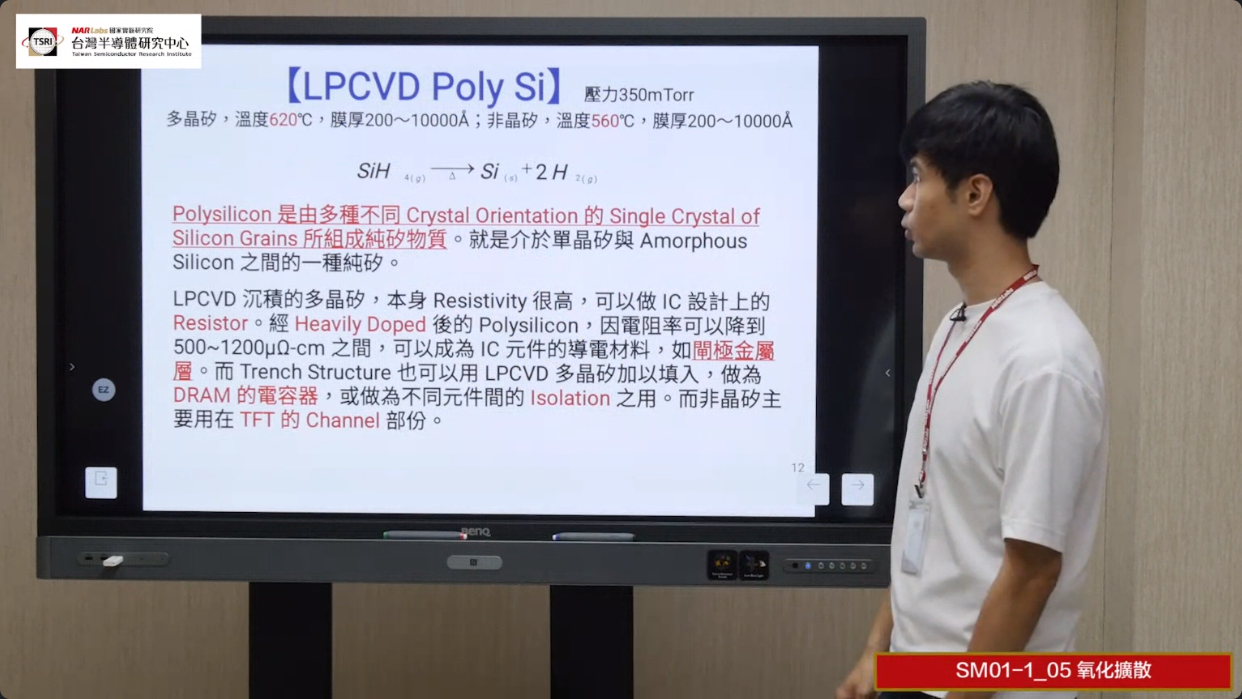 TSRI
NARLabs 國家實驗研究院
台灣半導體研究中心
Taiwan Semiconductor Research Institute
【LPCVD Poly Si】 壓力350mTorr
多晶矽，溫度620℃，膜厚200～10000Å；非晶矽，溫度560℃，膜厚200～10000Å
SiH 4(g) ⟶ Δ Si (s) + 2 H 2(g)
Polysilicon 是由多種不同 Crystal Orientation 的 Single Crystal of
Silicon Grains 所組成純矽物質。就是介於單晶矽與 Amorphous
Silicon 之間的一種純矽。
LPCVD 沉積的多晶矽，本身 Resistivity 很高，可以做 IC 設計上的
Resistor。經 Heavily Doped 後的 Polysilicon，因電阻率可以降到
500~1200μΩ-cm 之間，可以成為 IC 元件的導電材料，如閘極金屬
層。而 Trench Structure 也可以用 LPCVD 多晶矽加以填入，做為
DRAM 的電容器，或做為不同元件間的 Isolation 之用。而非晶矽主
要用在 TFT 的 Channel 部份。
EZ
12
BenQ
SM01-1_05 氧化擴散